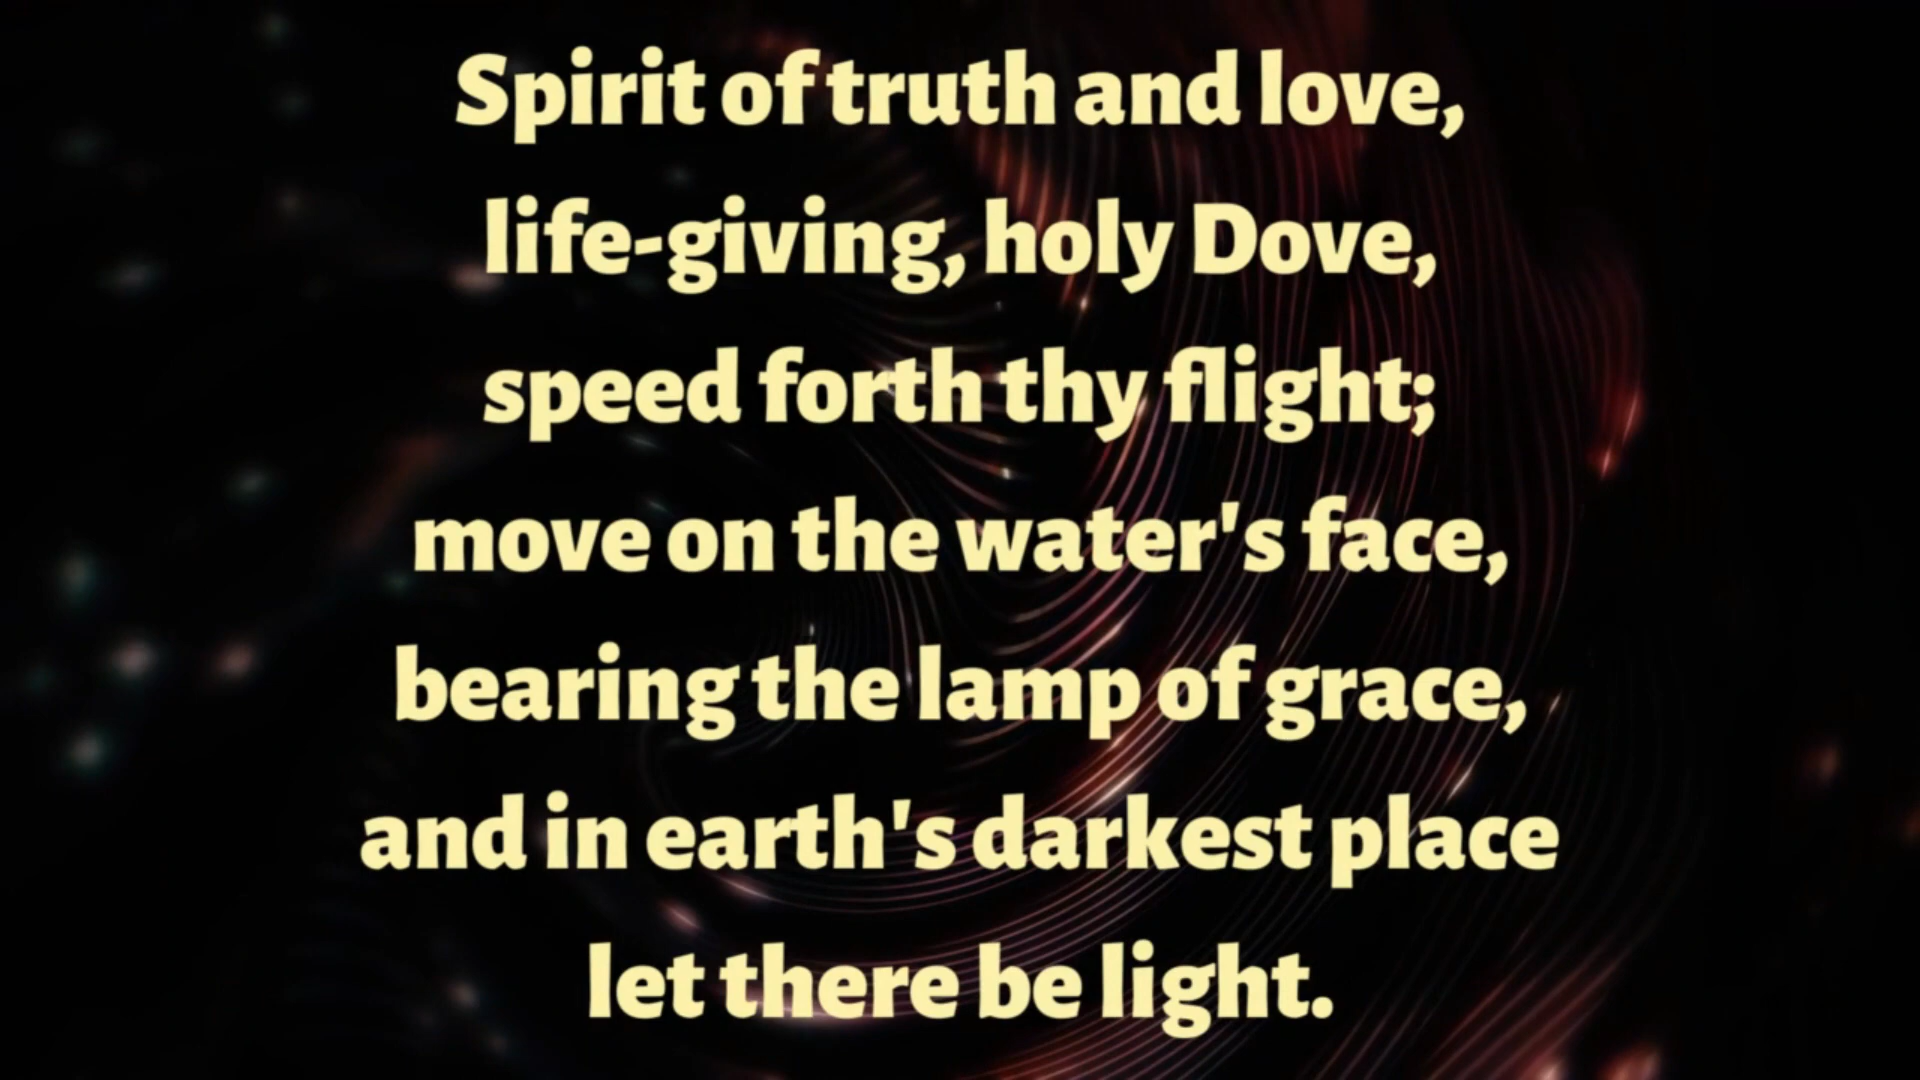 Spirit of truth and love,
life-giving, holy Dove,
speed forth thy flight;
move on the water's face,
bearing the lamp of grace,
and in earth's darkest place
let there be light.